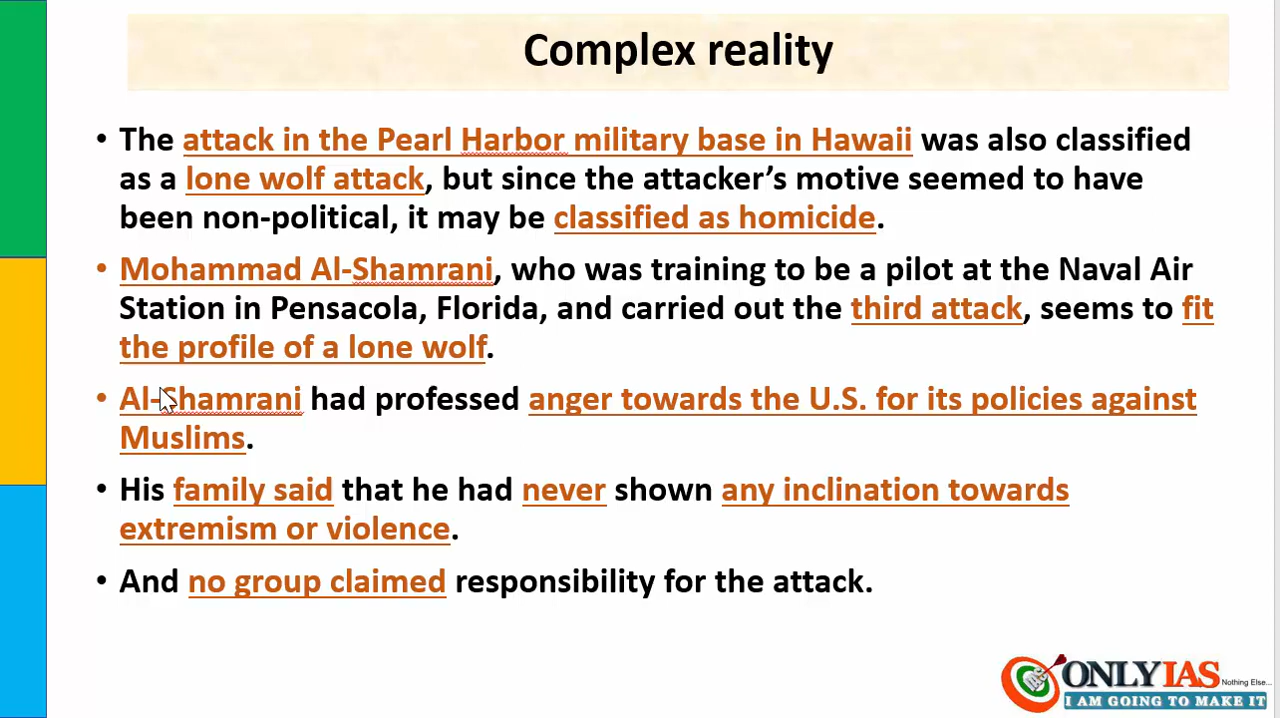 Complex reality
• The attack in the Pearl Harbor military base in Hawaii was also classified
as a lone wolf attack, but since the attacker's motive seemed to have
been non-political, it may be classified as homicide.
• Mohammad Al-Shamrani, who was training to be a pilot at the Naval Air
Station in Pensacola, Florida, and carried out the third attack, seems to fit
the profile of a lone wolf.
• Al-Shamrani had professed anger towards the U.S. for its policies against
Muslims.
• His family said that he had never shown any inclination towards
extremism or violence.
• And no group claimed responsibility for the attack.
ONLYIAS Nothing Else...
I AM GOING TO MAKE IT